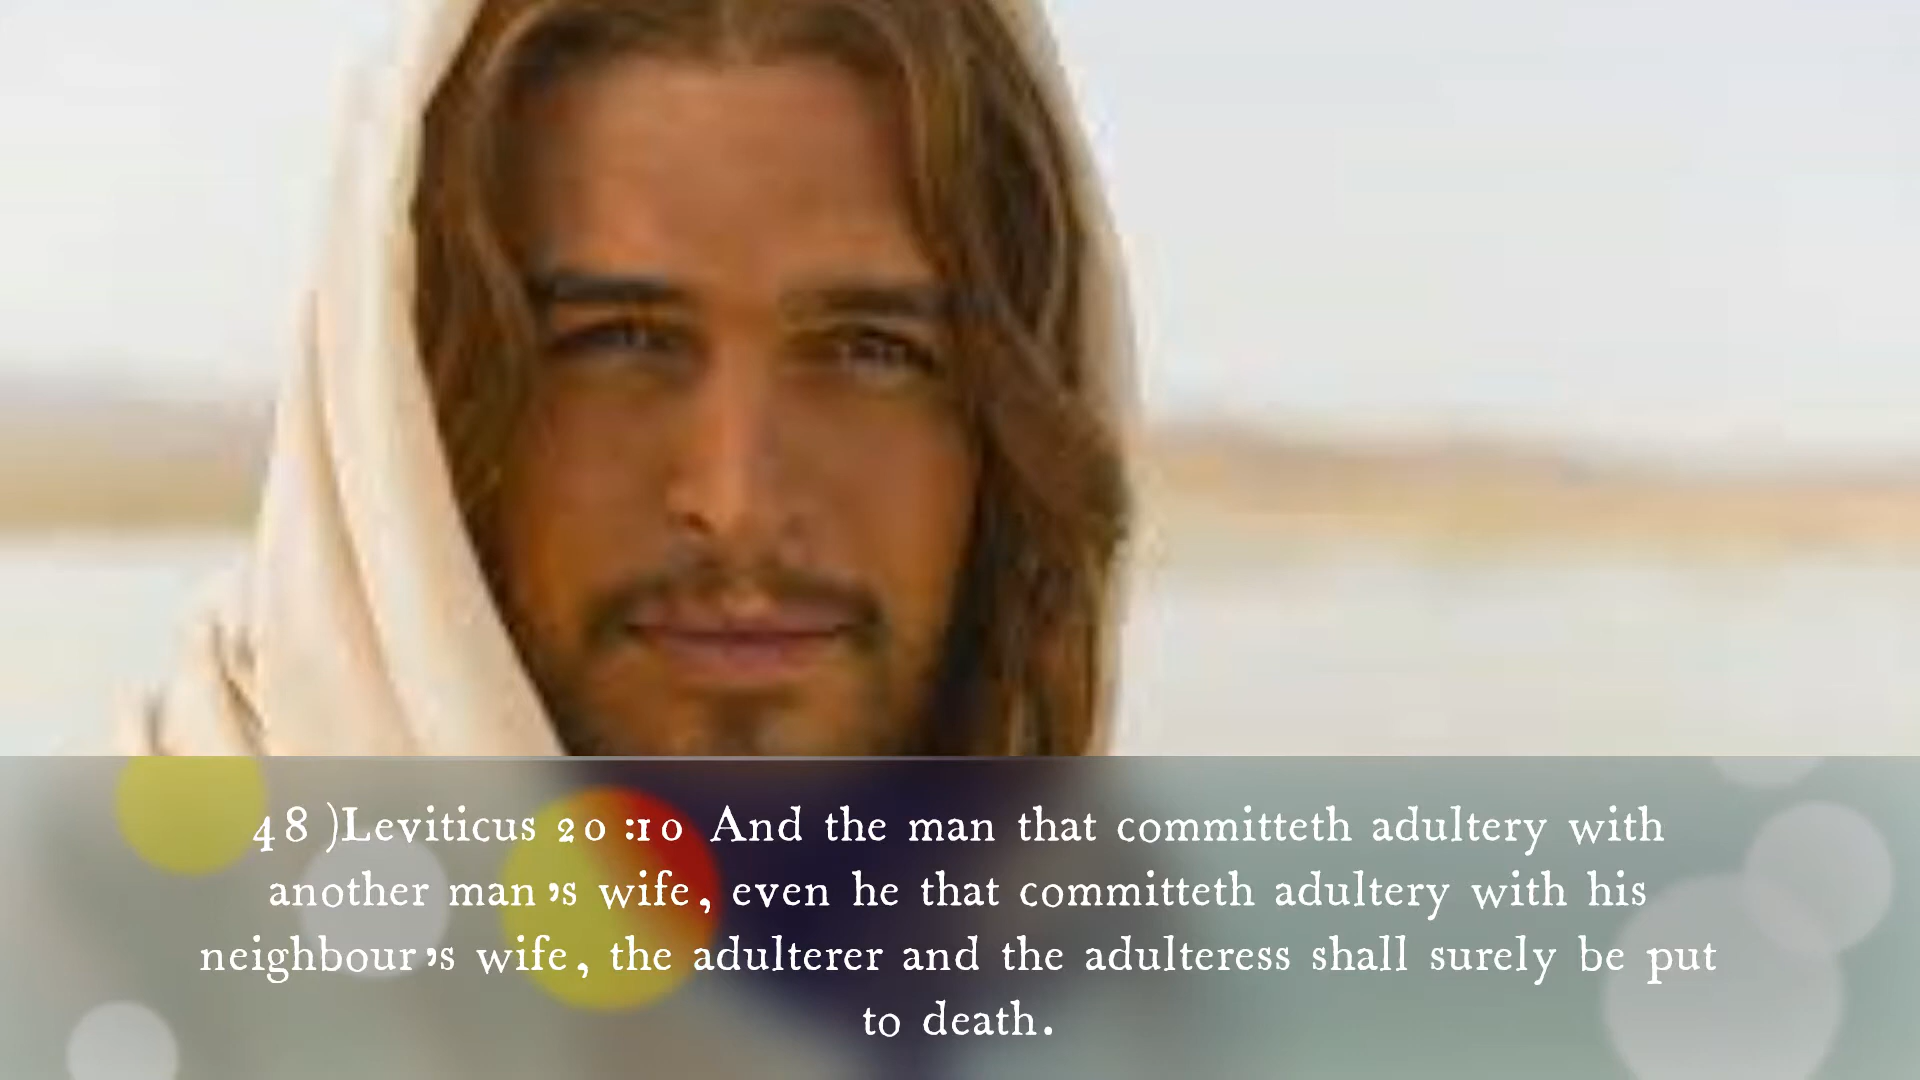 48 )Leviticus 20 :10 And the man that committeth adultery with
another man's wife, even he that committeth adultery with his
neighbour's wife, the adulterer and the adulteress shall surely be put
to death.